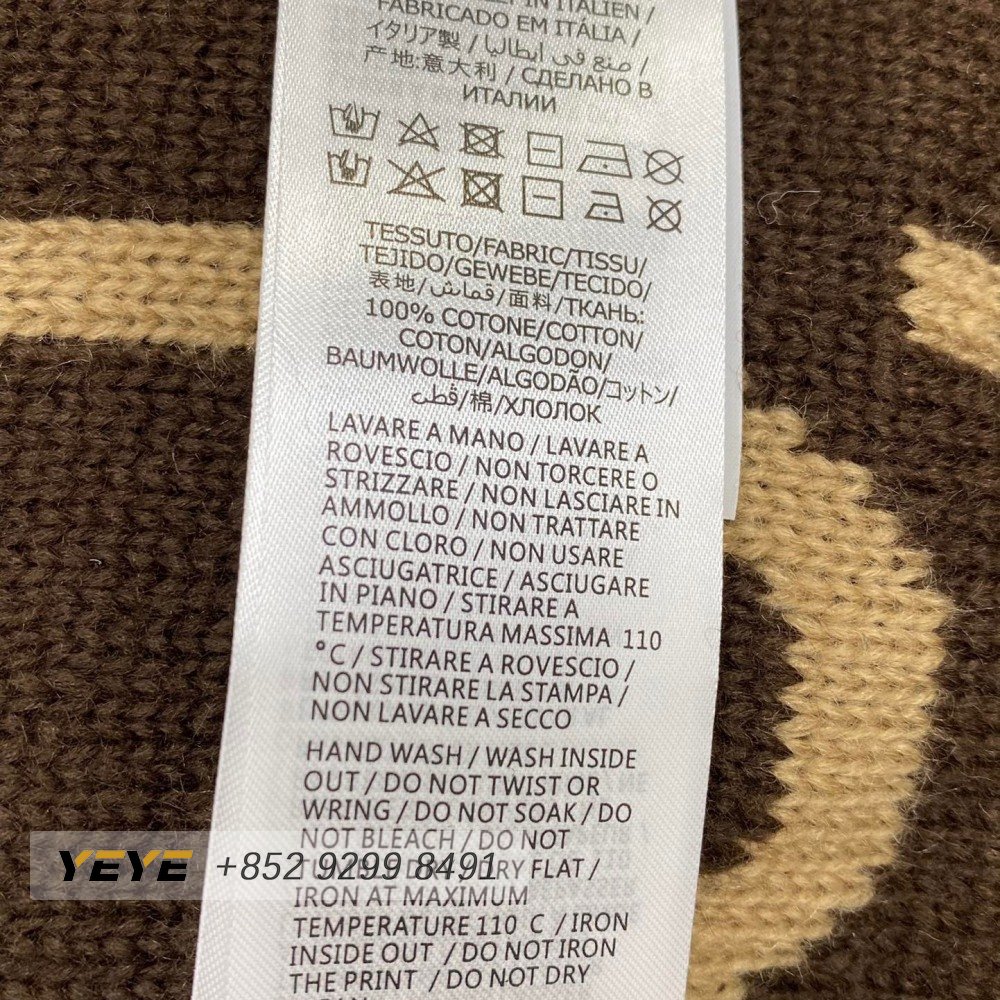 IN ITALIEN /
FABRICADO EM ITÁLIA /
イタリア製 / صنع في ايطاليا /
产地:意大利 / СДЕЛАНО В
ИТАЛИИ
TESSUTO/FABRIC/TISSU/
TEJIDO/GEWEBE/TECIDO/
表地/قماش/面料/ТКАНЬ:
100% COTONE/COTTON/
COTON/ALGODON/
BAUMWOLLE/ALGODÃO/コットン/
قطن/棉/ХЛОЛОК
LAVARE A MANO / LAVARE A
ROVESCIO / NON TORCERE O
STRIZZARE / NON LASCIARE IN
AMMOLLO / NON TRATTARE
CON CLORO / NON USARE
ASCIUGATRICE / ASCIUGARE
IN PIANO / STIRARE A
TEMPERATURA MASSIMA 110
°C / STIRARE A ROVESCIO /
NON STIRARE LA STAMPA /
NON LAVARE A SECCO
HAND WASH / WASH INSIDE
OUT / DO NOT TWIST OR
WRING / DO NOT SOAK / DO
NOT BLEACH / DO NOT
DRY FLAT /
YEYE +852 9299 8491
IRON AT MAXIMUM
TEMPERATURE 110 C / IRON
INSIDE OUT / DO NOT IRON
THE PRINT / DO NOT DRY